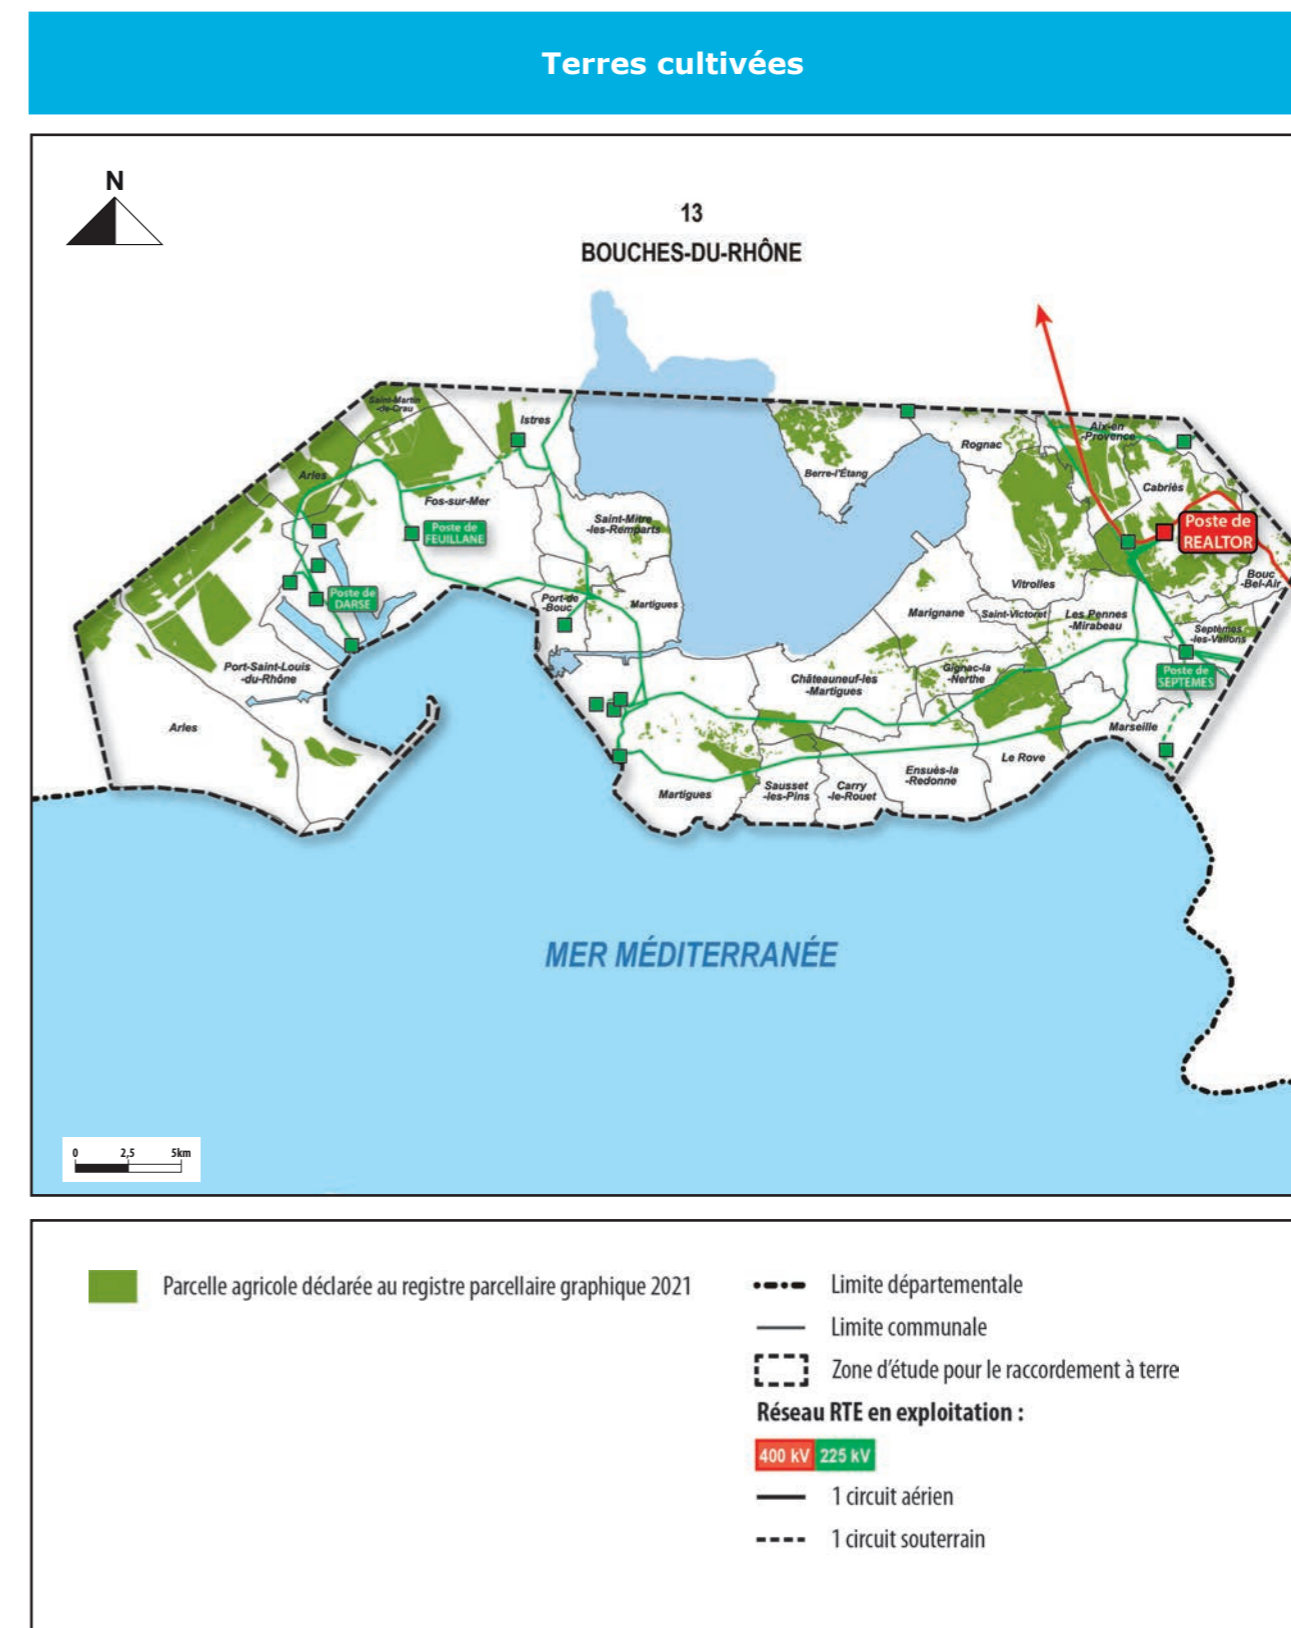 Terres cultivées
N
13
BOUCHES-DU-RHÔNE
Saint-Martin
-de-Crau
Istres
Arles
Fos-sur-Mer
Poste de
FEUILLANE
Saint-Mitre
-les-Remparts
Berre-l'Étang
Rognac
Aix-en
-Provence
Cabriès
Poste de
REALTOR
Bouc
-Bel-Air
Vitrolles
Poste de
DARSE
Port-de
-Bouc
Martigues
Marignane
Saint-Victoret
Les Pennes
-Mirabeau
Septèmes
-les-Vallons
Port-Saint-Louis
-du-Rhône
Châteauneuf-les
-Martigues
Gignac-la
-Nerthe
Poste de
SEPTEMES
Arles
Marseille
Martigues
Sausset
-les-Pins
Carry
-le-Rouet
Ensuès-la
-Redonne
Le Rove
MER MÉDITERRANÉE
0 2,5 5km
Parcelle agricole déclarée au registre parcellaire graphique 2021
Limite départementale
Limite communale
Zone d'étude pour le raccordement à terre
Réseau RTE en exploitation :
400 kV 225 kV
1 circuit aérien
1 circuit souterrain